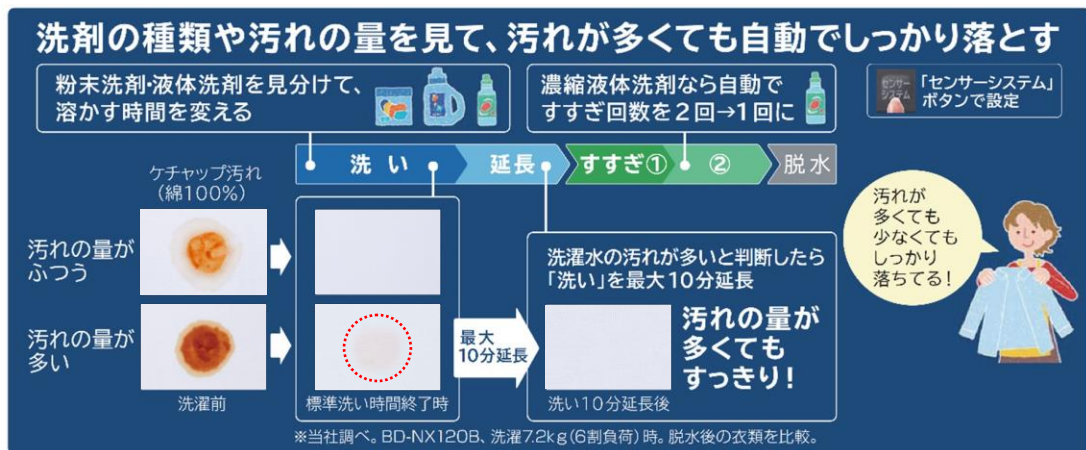 洗剤の種類や汚れの量を見て、汚れが多くても自動でしっかり落とす
粉末洗剤・液体洗剤を見分けて、
溶かす時間を変える
濃縮液体洗剤なら自動で
すすぎ回数を2回→1回に
センサー
システム
「センサーシステム」
ボタンで設定
洗い
延長
すすぎ①
②
脱水
ケチャップ汚れ
(綿100%)
汚れの量が
ふつう
汚れの量が
多い
洗濯前
標準洗い時間終了時
最大
10分延長
洗濯水の汚れが多いと判断したら
「洗い」を最大10分延長
汚れの量が
多くても
すっきり!
洗い10分延長後
汚れが
多くても
少なくても
しっかり
落ちてる!
※当社調べ。BD-NX120B、洗濯7.2kg(6割負荷)時。脱水後の衣類を比較。